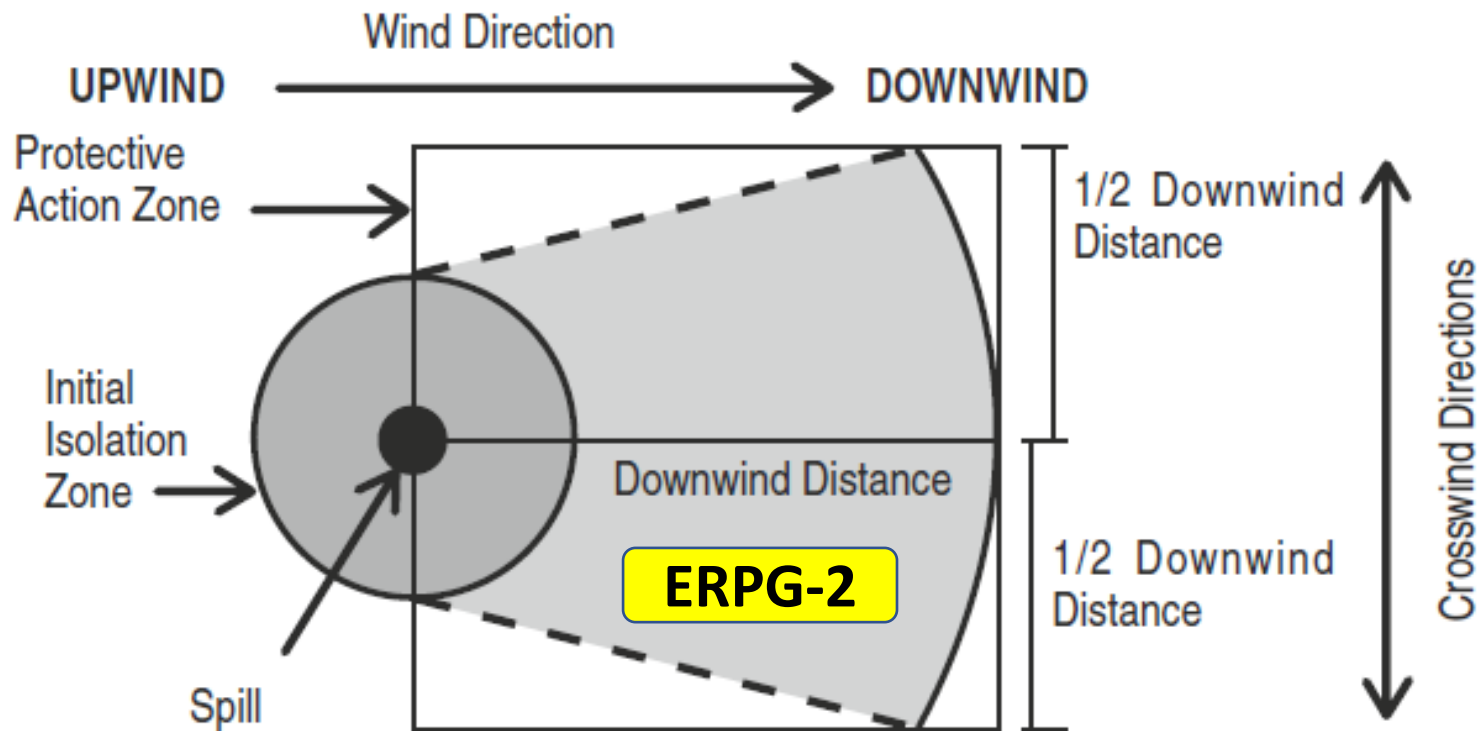 Wind Direction
UPWIND
DOWNWIND
Protective
Action Zone
1/2 Downwind
Distance
Crosswind Directions
Initial
Isolation
Zone
Downwind Distance
ERPG-2
1/2 Downwind
Distance
Spill